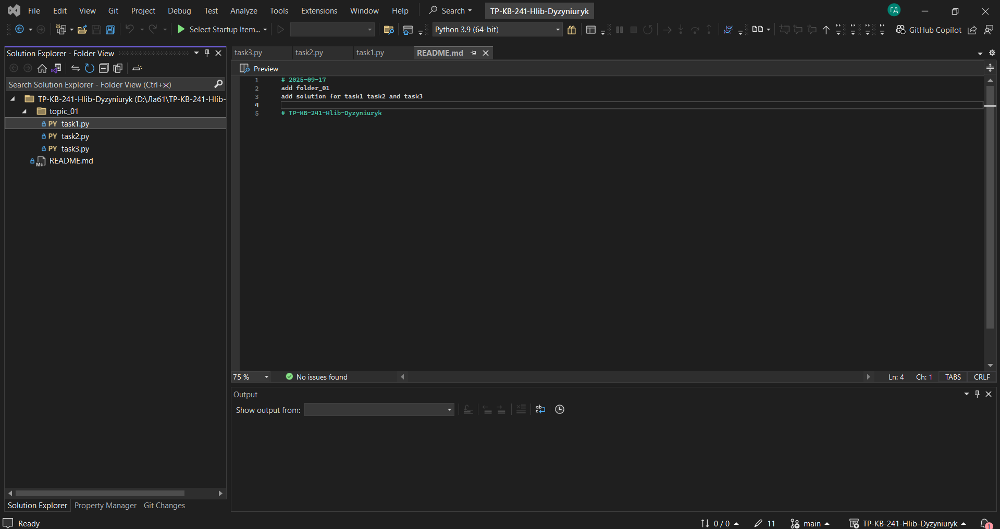 File Edit View Git Project Debug Test Analyze Tools Extensions Window Help Search TP-KB-241-Hlib-Dyzyniuryk ГД
Select Startup Item... Python 3.9 (64-bit) GitHub Copilot
Solution Explorer - Folder View
task3.py task2.py task1.py README.md
Preview
Search Solution Explorer - Folder View (Ctrl+ж)
TP-KB-241-Hlib-Dyzyniuryk (D:\Лаб1\TP-KB-241-Hlib-
topic_01
PY task1.py
PY task2.py
PY task3.py
README.md
1 # 2025-09-17
2 add folder_01
3 add solution for task1 task2 and task3
4
5 # TP-KB-241-Hlib-Dyzyniuryk
75 % No issues found Ln: 4 Ch: 1 TABS CRLF
Output
Show output from:
Solution Explorer Property Manager Git Changes
Ready 0 / 0 11 main TP-KB-241-Hlib-Dyzyniuryk 1